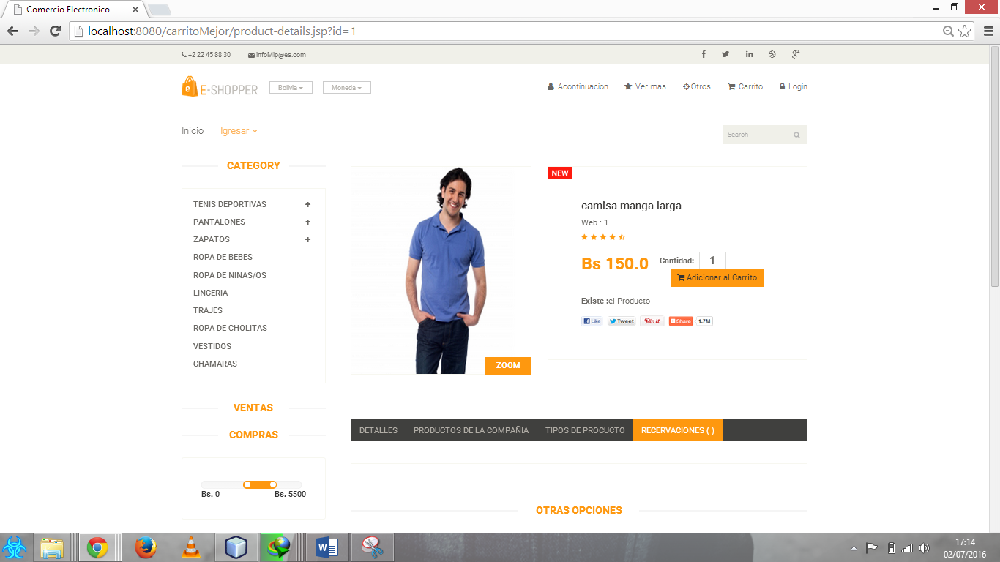 Comercio Electronico
localhost:8080/carritoMejor/product-details.jsp?id=1
+2 22 45 88 30 infoMip@es.com
e E-SHOPPER Bolivia Moneda Acontinuacion Ver mas Otros Carrito Login
Inicio Igresar Search
CATEGORY
TENIS DEPORTIVAS +
PANTALONES +
ZAPATOS +
ROPA DE BEBES
ROPA DE NIÑAS/OS
LINCERIA
TRAJES
ROPA DE CHOLITAS
VESTIDOS
CHAMARAS
VENTAS
COMPRAS
Bs. 0 Bs. 5500
ZOOM
NEW
camisa manga larga
Web : 1
Bs 150.0 Cantidad: 1
Adicionar al Carrito
Existe :el Producto
Like Tweet Pin it Share 1.7M
DETALLES PRODUCTOS DE LA COMPAÑIA TIPOS DE PROCUCTO RECERVACIONES ( )
OTRAS OPCIONES
17:14
02/07/2016